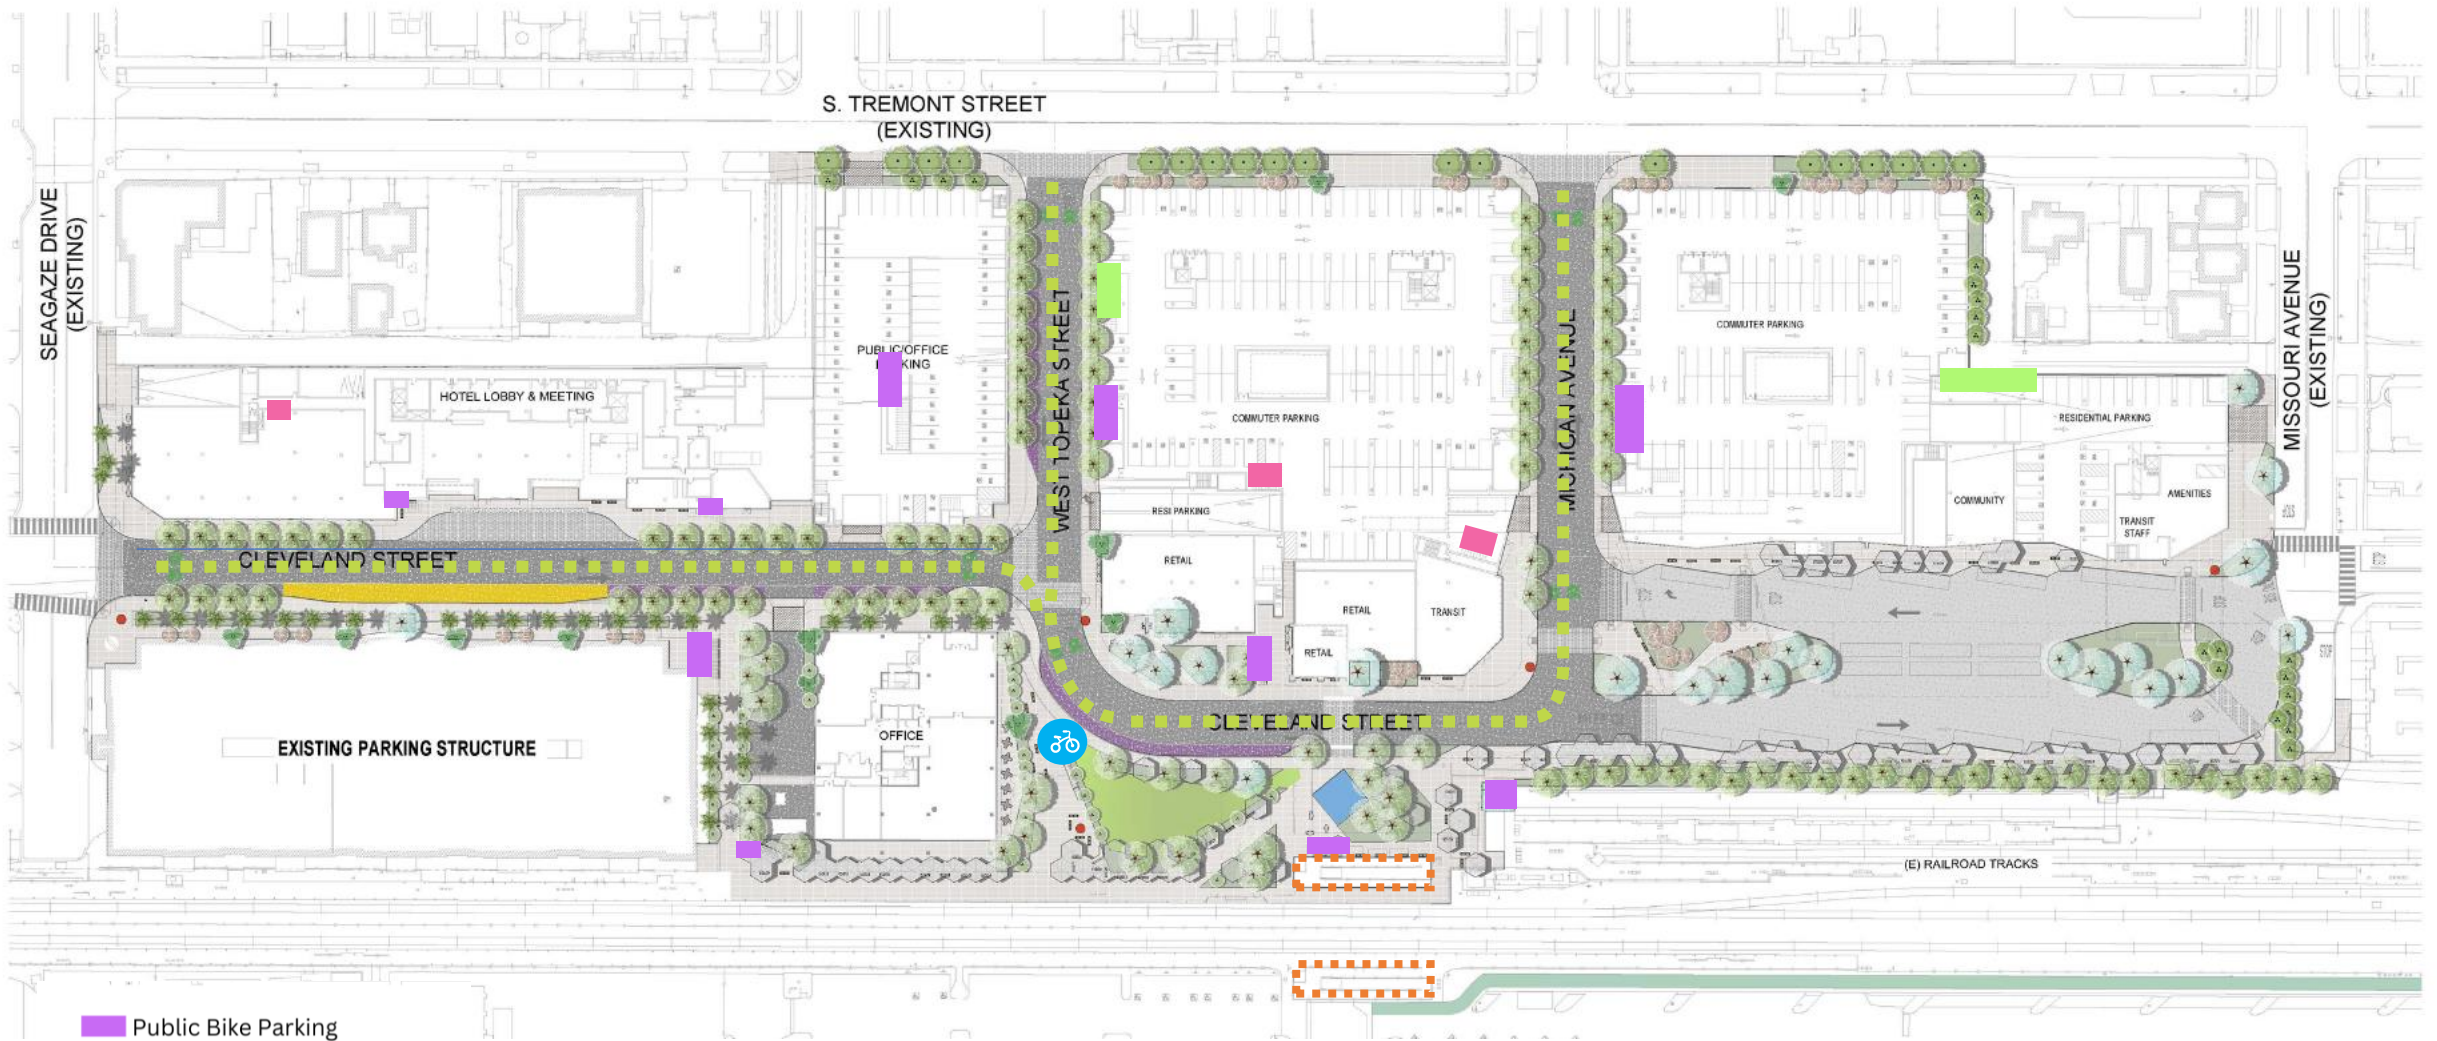 S. TREMONT STREET
(EXISTING)
SEAGAZE DRIVE
(EXISTING)
WEST TOPEKA STREET
MICHIGAN AVENUE
MISSOURI AVENUE
(EXISTING)
PUBLIC/OFFICE
COMMUTER PARKING
HOTEL LOBBY & MEETING
COMMUTER PARKING
RESIDENTIAL PARKING
RESI PARKING
COMMUNITY
AMENITIES
TRANSIT
STAFF
STOP
CLEVELAND STREET
RETAIL
RETAIL
TRANSIT
RETAIL
STOP
CLEVELAND STREET
OFFICE
EXISTING PARKING STRUCTURE
(E) RAILROAD TRACKS
Public Bike Parking